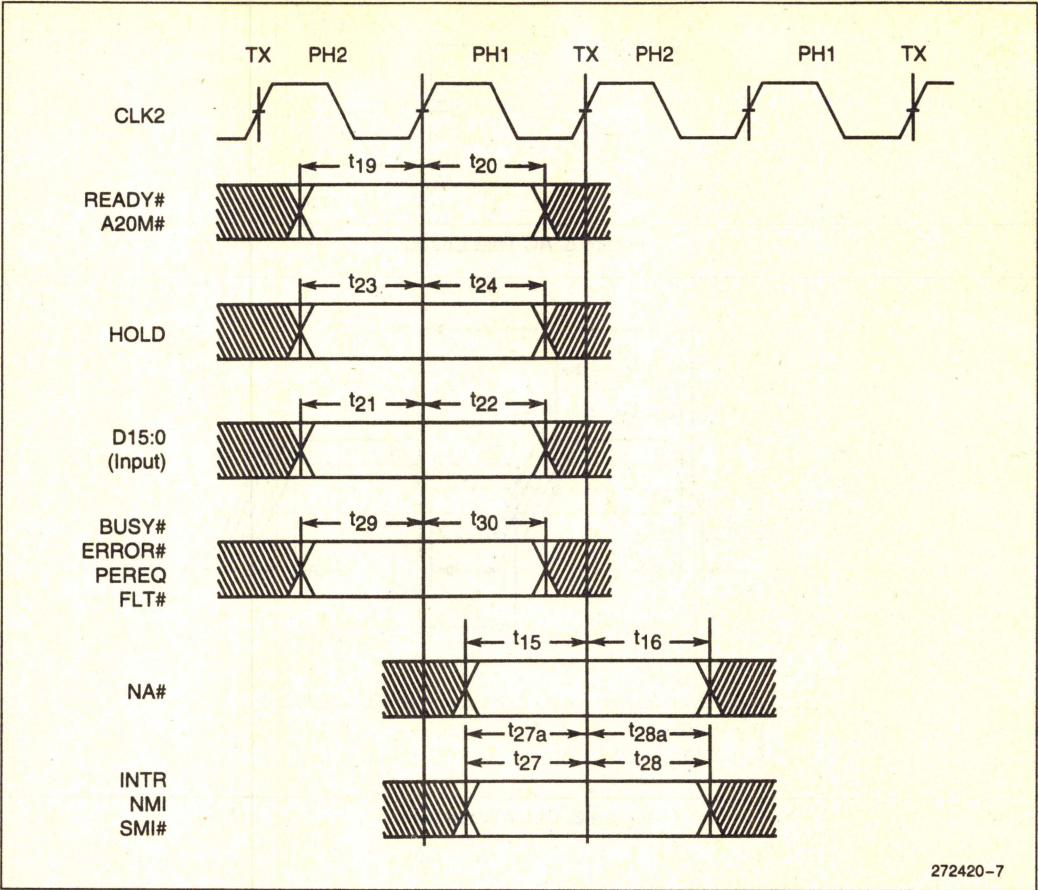 TX PH2 PH1 TX PH2 PH1 TX
CLK2
t19 t20
READY#
A20M#
t23 t24
HOLD
t21 t22
D15:0
(Input)
t29 t30
BUSY#
ERROR#
PEREQ
FLT#
t15 t16
NA#
t27a t28a
t27 t28
INTR
NMI
SMI#
272420-7